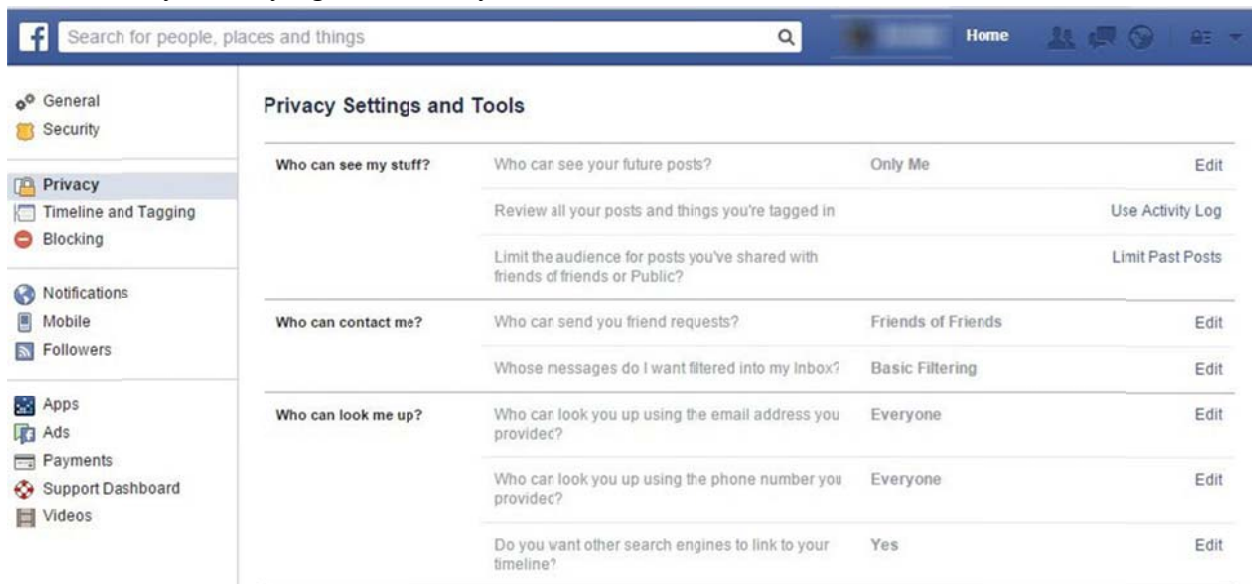 f Search for people, places and things Home
General
Security
Privacy
Timeline and Tagging
Blocking
Notifications
Mobile
Followers
Apps
Ads
Payments
Support Dashboard
Videos
Privacy Settings and Tools
Who can see my stuff? Who can see your future posts? Only Me Edit
Review all your posts and things you're tagged in Use Activity Log
Limit the audience for posts you've shared with Limit Past Posts
friends of friends or Public?
Who can contact me? Who can send you friend requests? Friends of Friends Edit
Whose messages do I want filtered into my Inbox? Basic Filtering Edit
Who can look me up? Who can look you up using the email address you Everyone Edit
provided?
Who can look you up using the phone number you Everyone Edit
provided?
Do you want other search engines to link to your Yes Edit
timeline?